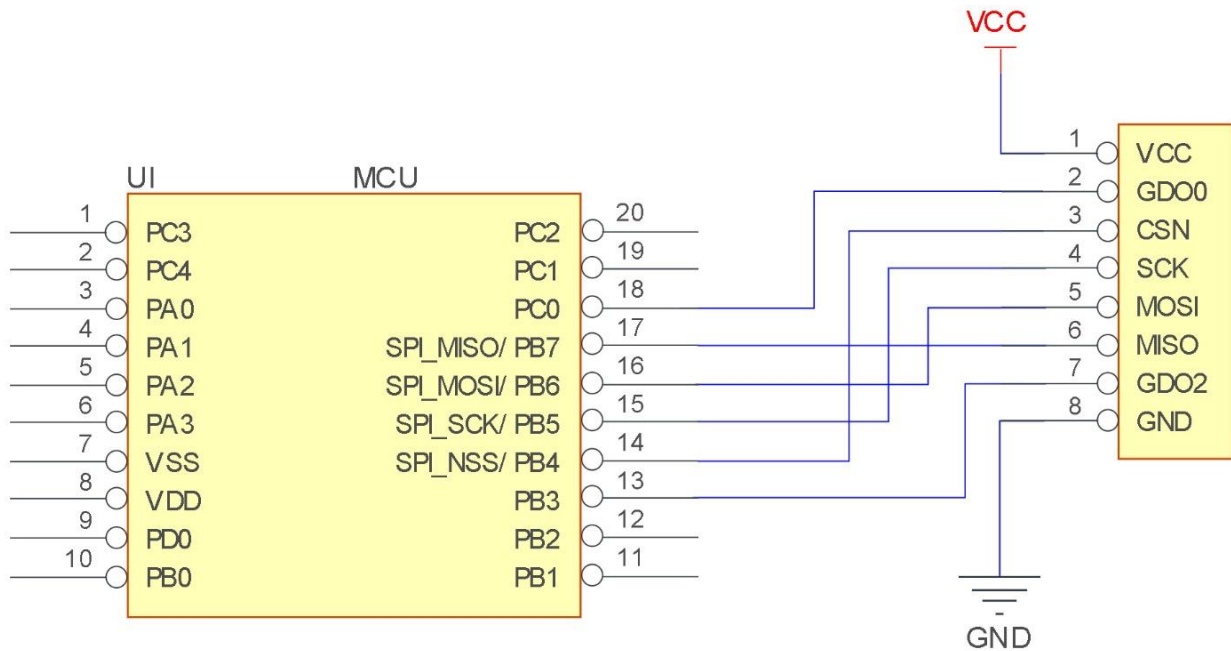 VCC
UI MCU
1 PC3
2 PC4
3 PA0
4 PA1
5 PA2
6 PA3
7 VSS
8 VDD
9 PD0
10 PB0
PC2 20
PC1 19
PC0 18
SPI_MISO/ PB7 17
SPI_MOSI/ PB6 16
SPI_SCK/ PB5 15
SPI_NSS/ PB4 14
PB3 13
PB2 12
PB1 11
1 VCC
2 GDO0
3 CSN
4 SCK
5 MOSI
6 MISO
7 GDO2
8 GND
GND